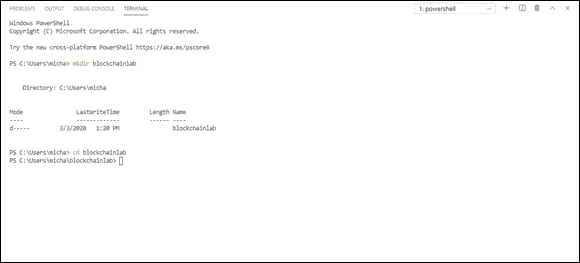 PROBLEMS OUTPUT DEBUG CONSOLE TERMINAL 1: powershell
Windows PowerShell
Copyright (C) Microsoft Corporation. All rights reserved.
Try the new cross-platform PowerShell https://aka.ms/pscore6
PS C:\Users\micha> mkdir blockchainlab
Directory: C:\Users\micha
Mode LastWriteTime Length Name
---- ------------- ------ ----
d----- 3/3/2020 1:20 PM blockchainlab
PS C:\Users\micha> cd blockchainlab
PS C:\Users\micha\blockchainlab>